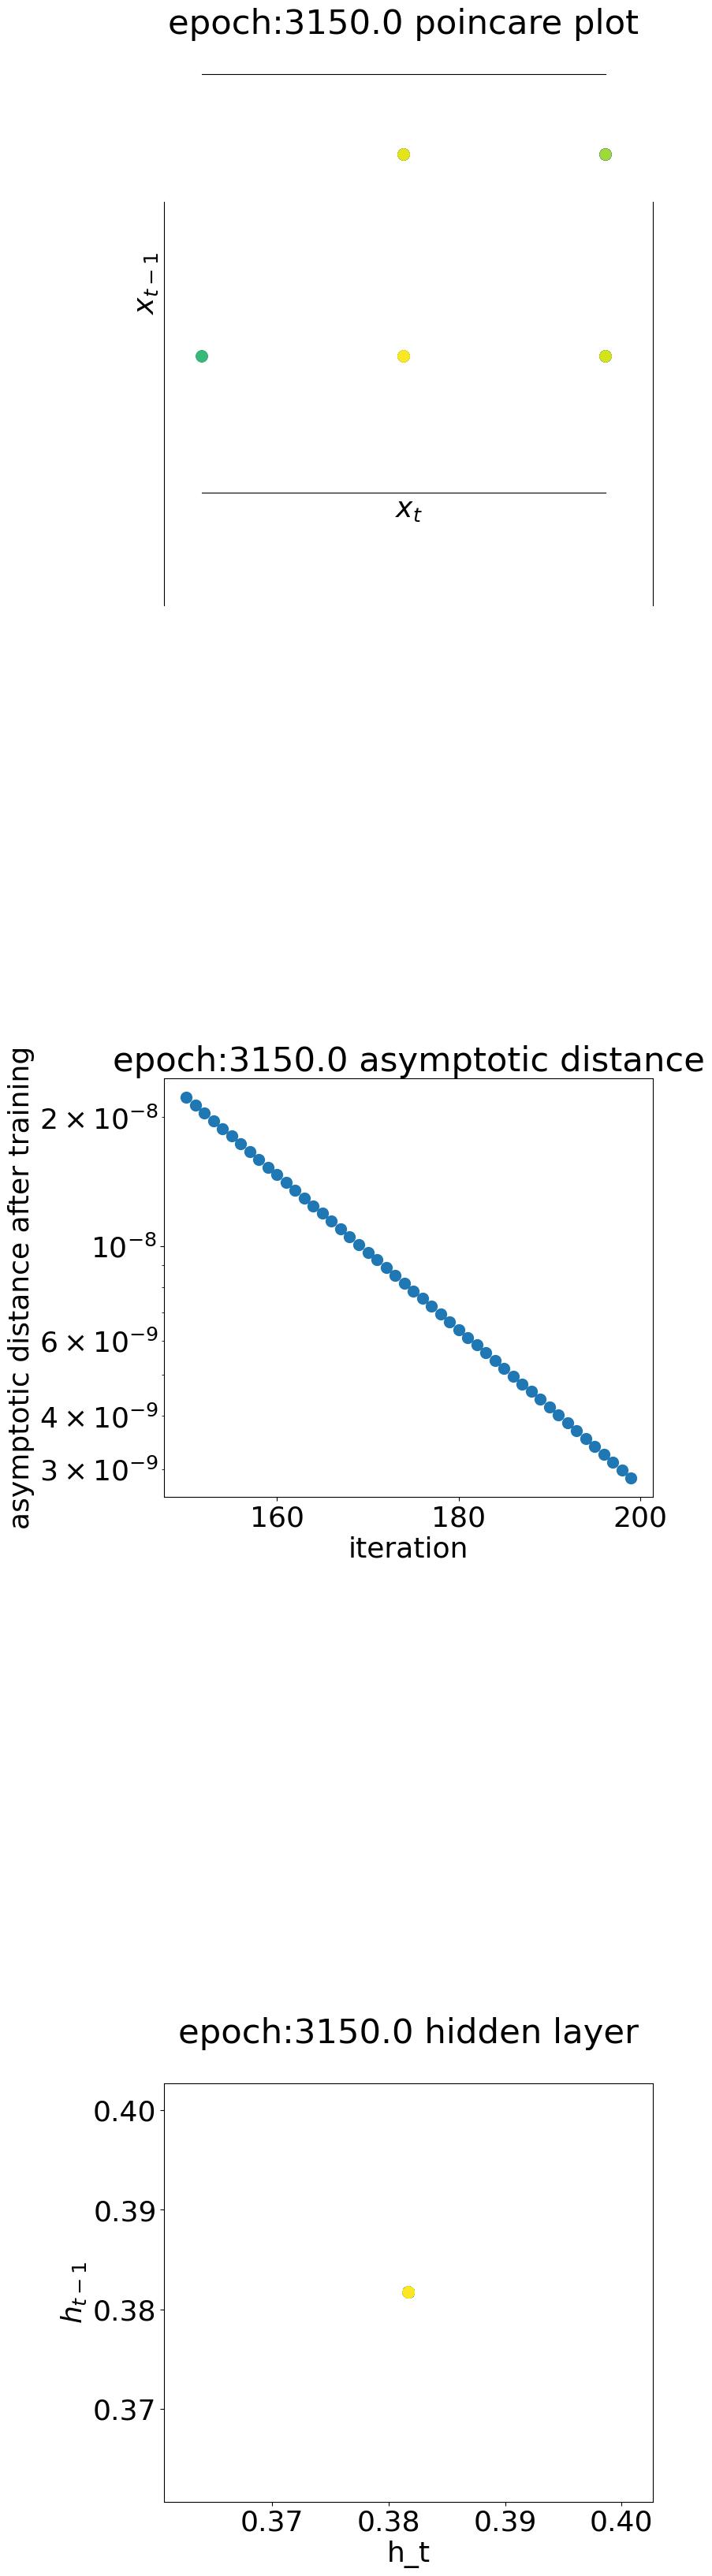 epoch:3150.0 poincare plot
x_{t-1}
x_t
epoch:3150.0 asymptotic distance
asymptotic distance after training
2 × 10^{-8}
10^{-8}
6 × 10^{-9}
4 × 10^{-9}
3 × 10^{-9}
160 180 200
iteration
epoch:3150.0 hidden layer
h_{t-1}
0.40
0.39
0.38
0.37
0.37 0.38 0.39 0.40
h_t